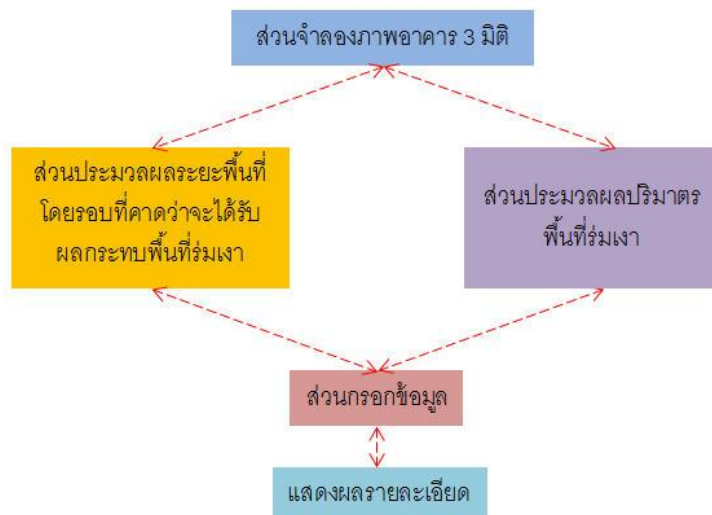 ส่วนจำลองภาพอาคาร 3 มิติ
ส่วนประมวลผลระยะพื้นที่
โดยรอบที่คาดว่าจะได้รับ
ผลกระทบพื้นที่ร่มเงา
ส่วนประมวลผลปริมาตร
พื้นที่ร่มเงา
ส่วนกรอกข้อมูล
แสดงผลรายละเอียด